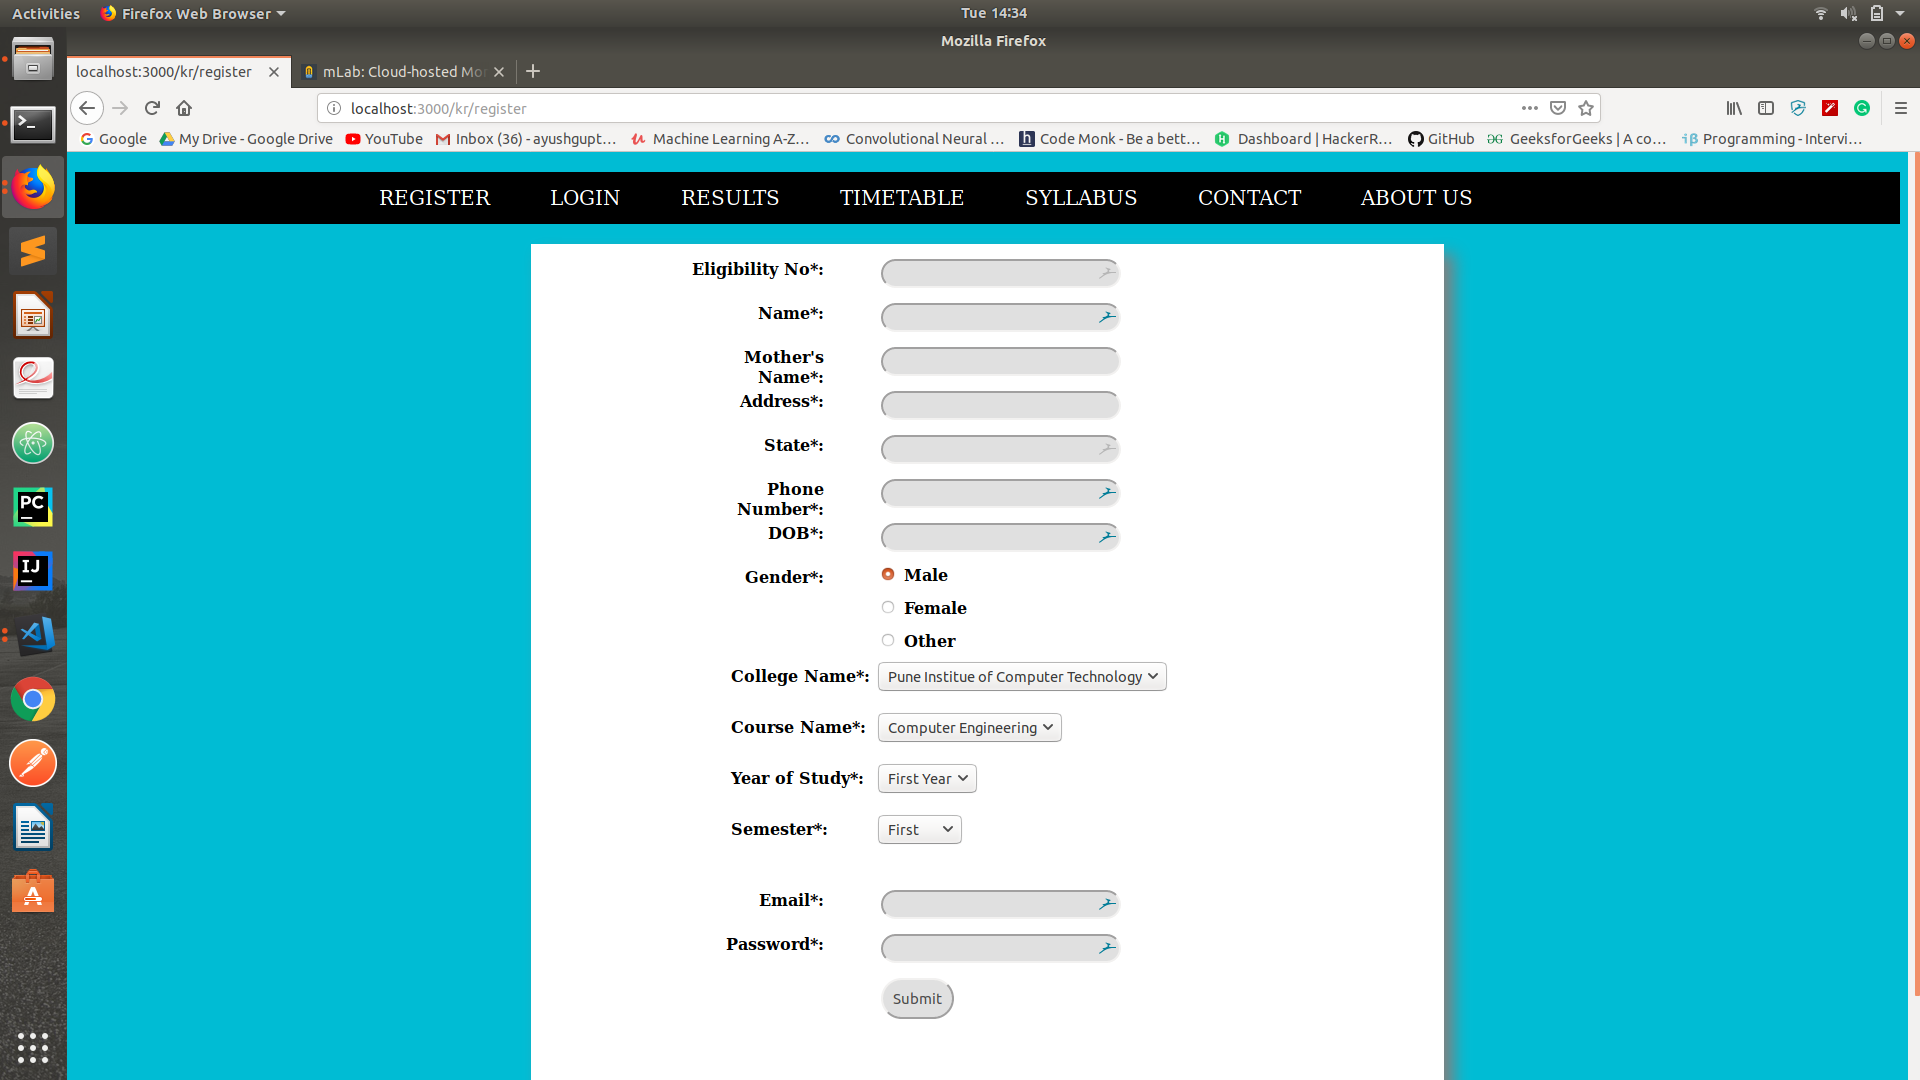 Activities Firefox Web Browser Tue 14:34
Mozilla Firefox
localhost:3000/kr/register mLab: Cloud-hosted Mo
localhost:3000/kr/register
Google My Drive - Google Drive YouTube Inbox (36) - ayushgupt... Machine Learning A-Z... Convolutional Neural ... Code Monk - Be a bett... Dashboard | HackerR... GitHub GeeksforGeeks | A co... Programming - Intervi...
REGISTER LOGIN RESULTS TIMETABLE SYLLABUS CONTACT ABOUT US
Eligibility No*:
Name*:
Mother's
Name*:
Address*:
State*:
Phone
Number*:
DOB*:
Gender*: Male
Female
Other
College Name*: Pune Institue of Computer Technology
Course Name*: Computer Engineering
Year of Study*: First Year
Semester*: First
Email*:
Password*:
Submit